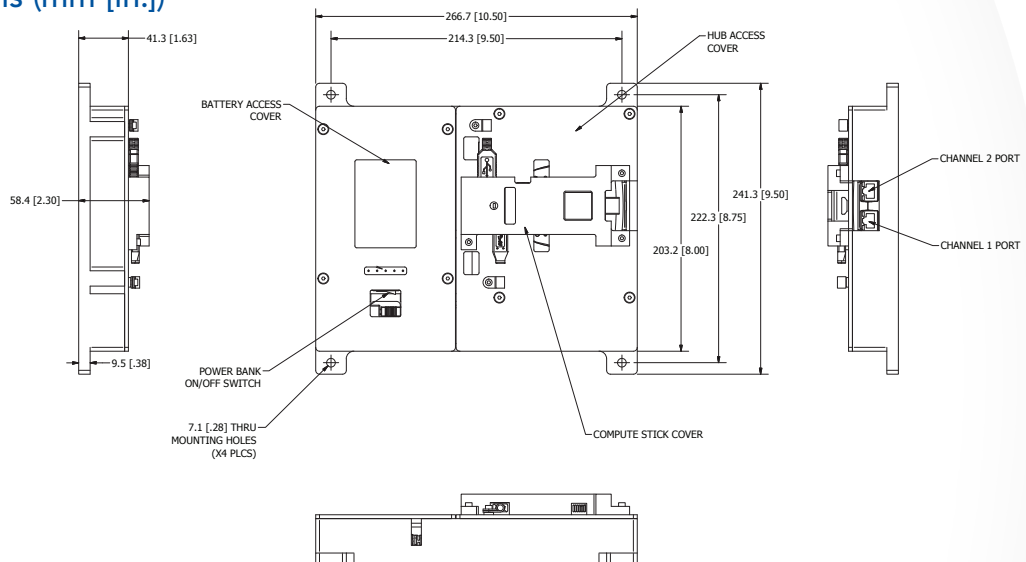 (mm [in.])
266.7 [10.50]
41.3 [1.63]
214.3 [9.50]
HUB ACCESS
COVER
BATTERY ACCESS
COVER
CHANNEL 2 PORT
58.4 [2.30]
241.3 [9.50]
222.3 [8.75]
CHANNEL 1 PORT
203.2 [8.00]
9.5 [.38]
POWER BANK
ON/OFF SWITCH
7.1 [.28] THRU
MOUNTING HOLES
(X4 PLCS)
COMPUTE STICK COVER